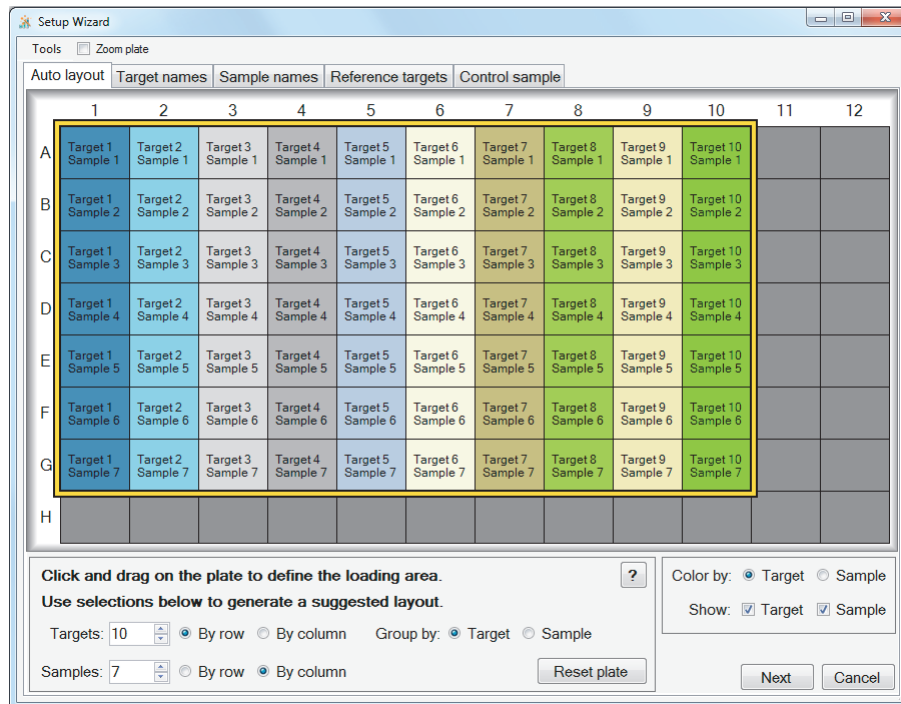 Setup Wizard
Tools Zoom plate
Auto layout Target names Sample names Reference targets Control sample
1 2 3 4 5 6 7 8 9 10 11 12
A Target 1 Target 2 Target 3 Target 4 Target 5 Target 6 Target 7 Target 8 Target 9 Target 10
Sample 1 Sample 1 Sample 1 Sample 1 Sample 1 Sample 1 Sample 1 Sample 1 Sample 1 Sample 1
B Target 1 Target 2 Target 3 Target 4 Target 5 Target 6 Target 7 Target 8 Target 9 Target 10
Sample 2 Sample 2 Sample 2 Sample 2 Sample 2 Sample 2 Sample 2 Sample 2 Sample 2 Sample 2
C Target 1 Target 2 Target 3 Target 4 Target 5 Target 6 Target 7 Target 8 Target 9 Target 10
Sample 3 Sample 3 Sample 3 Sample 3 Sample 3 Sample 3 Sample 3 Sample 3 Sample 3 Sample 3
D Target 1 Target 2 Target 3 Target 4 Target 5 Target 6 Target 7 Target 8 Target 9 Target 10
Sample 4 Sample 4 Sample 4 Sample 4 Sample 4 Sample 4 Sample 4 Sample 4 Sample 4 Sample 4
E Target 1 Target 2 Target 3 Target 4 Target 5 Target 6 Target 7 Target 8 Target 9 Target 10
Sample 5 Sample 5 Sample 5 Sample 5 Sample 5 Sample 5 Sample 5 Sample 5 Sample 5 Sample 5
F Target 1 Target 2 Target 3 Target 4 Target 5 Target 6 Target 7 Target 8 Target 9 Target 10
Sample 6 Sample 6 Sample 6 Sample 6 Sample 6 Sample 6 Sample 6 Sample 6 Sample 6 Sample 6
G Target 1 Target 2 Target 3 Target 4 Target 5 Target 6 Target 7 Target 8 Target 9 Target 10
Sample 7 Sample 7 Sample 7 Sample 7 Sample 7 Sample 7 Sample 7 Sample 7 Sample 7 Sample 7
H
Click and drag on the plate to define the loading area. ?
Use selections below to generate a suggested layout.
Targets: 10 By row By column Group by: Target Sample
Samples: 7 By row By column Reset plate
Color by: Target Sample
Show: Target Sample
Next Cancel